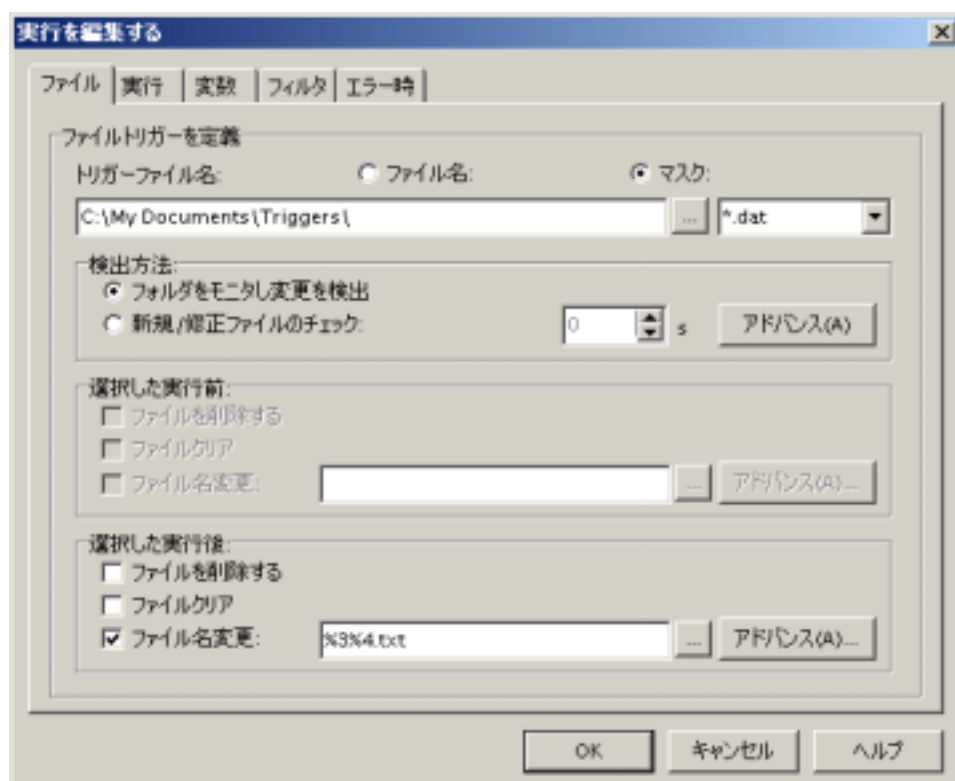 実行を編集する
ファイル 実行 変数 フィルタ エラー時
ファイルトリガーを定義
トリガーファイル名: ファイル名: マスク:
C:\My Documents\Triggers\ ... *.dat
検出方法:
フォルダをモニタし変更を検出
新規/修正ファイルのチェック: 0 s アドバンス(A)
選択した実行前:
ファイルを削除する
ファイルクリア
ファイル名変更: ... アドバンス(A)...
選択した実行後:
ファイルを削除する
ファイルクリア
ファイル名変更: %3%4.txt ... アドバンス(A)...
OK キャンセル ヘルプ